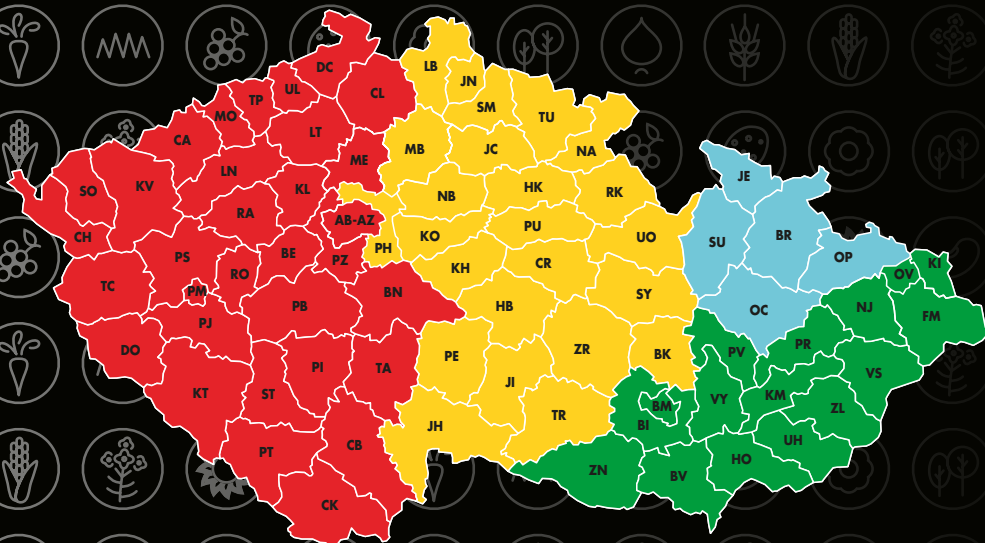 DC
LB
JN
UL
CL
TP
SM
MO
TU
CA
LT
MB
JC
NA
ME
LN
JE
SO
KV
KL
NB
HK
RK
RA
AB-AZ
PU
CH
KO
UO
SU
BR
PS
BE
PZ
PH
CR
OP
KI
RO
KH
OV
TC
PM
BN
SY
PB
HB
OC
NJ
FM
PJ
DO
PE
ZR
BK
PV
PR
PI
TA
VS
KT
ST
JI
VY
KM
BM
ZL
TR
BI
JH
CB
UH
PT
HO
ZN
BV
CK